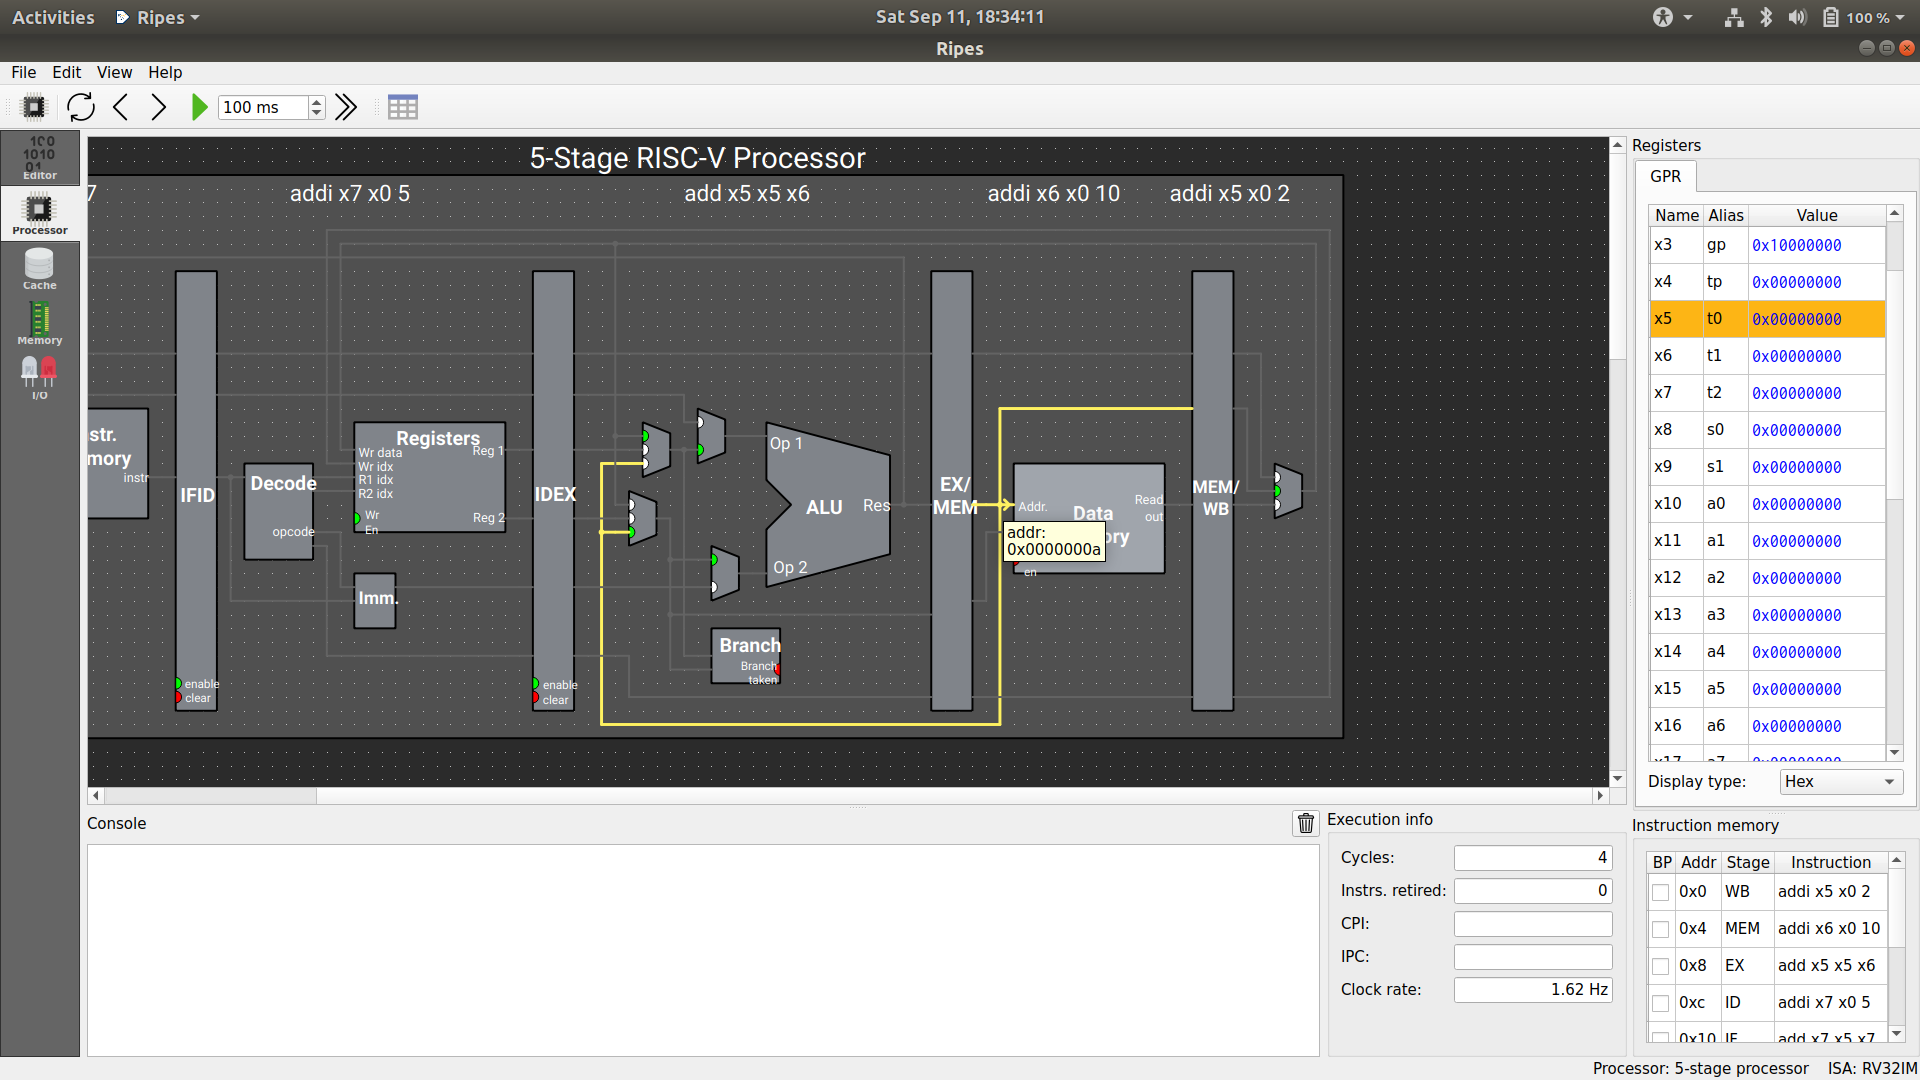 Activities
Ripes
Sat Sep 11, 18:34:11
100 %
Ripes
File Edit View Help
100 ms
Editor
Processor
Cache
Memory
I/O
5-Stage RISC-V Processor
7
addi x7 x0 5
add x5 x5 x6
addi x6 x0 10
addi x5 x0 2
str.
mory
instr
IFID
enable
clear
Decode
opcode
Registers
Wr data
Wr idx
R1 idx
R2 idx
Wr
En
Reg 1
Reg 2
Imm.
IDEX
enable
clear
Op 1
ALU
Res
Op 2
Branch
Branch
taken
EX/
MEM
Addr.
Data
ory
Read
out
en
addr:
0x0000000a
MEM/
WB
Registers
GPR
Name Alias Value
x3 gp 0x10000000
x4 tp 0x00000000
x5 t0 0x00000000
x6 t1 0x00000000
x7 t2 0x00000000
x8 s0 0x00000000
x9 s1 0x00000000
x10 a0 0x00000000
x11 a1 0x00000000
x12 a2 0x00000000
x13 a3 0x00000000
x14 a4 0x00000000
x15 a5 0x00000000
x16 a6 0x00000000
x17 a7 0x00000000
Display type: Hex
Console
Execution info
Cycles: 4
Instrs. retired: 0
CPI:
IPC:
Clock rate: 1.62 Hz
Instruction memory
BP Addr Stage Instruction
0x0 WB addi x5 x0 2
0x4 MEM addi x6 x0 10
0x8 EX add x5 x5 x6
0xc ID addi x7 x0 5
0x10 IF add x7 x5 x7
Processor: 5-stage processor ISA: RV32IM